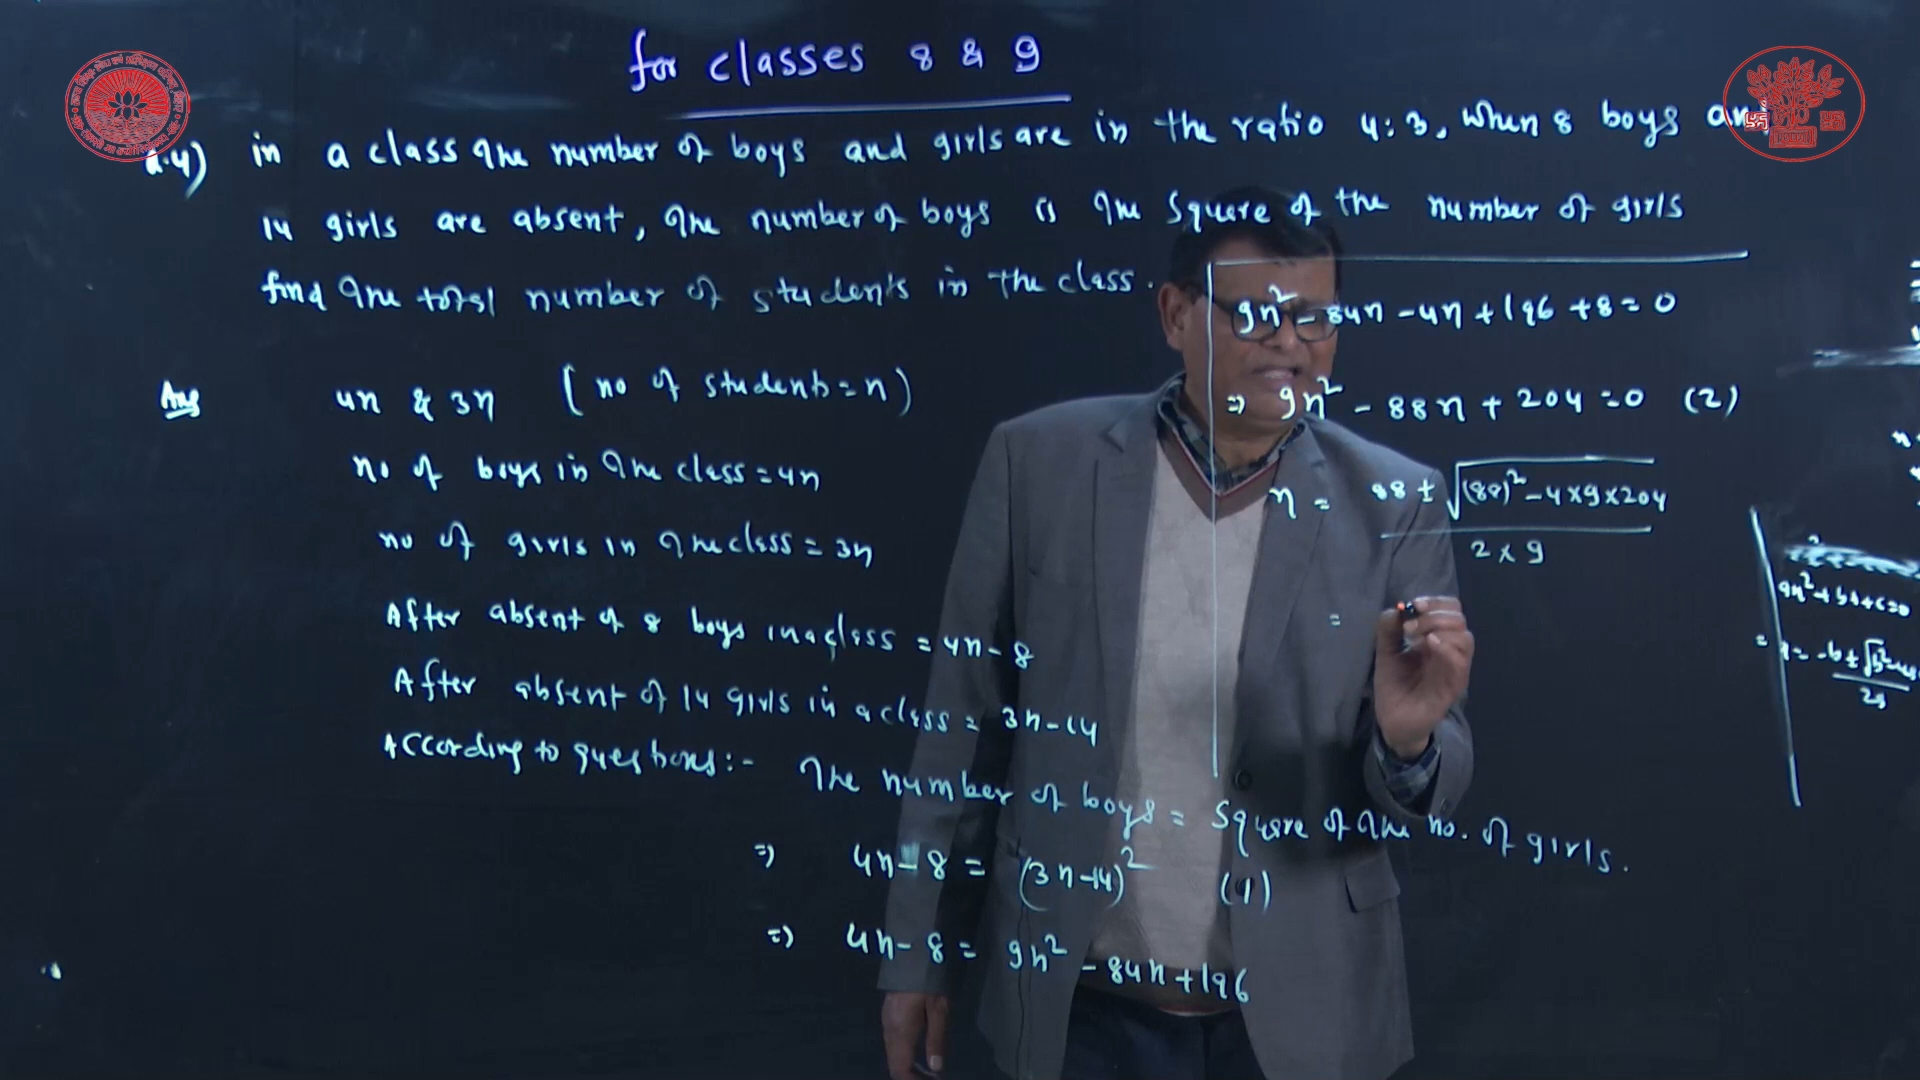 for classes 8 & 9
Q.4) in a class the number of boys and girls are in the ratio 4:3, when 8 boys and
14 girls are absent, the number of boys is the square of the number of girls
find the total number of students in the class.
Ans 4n & 3n (no of students = n)
no of boys in the class = 4n
no of girls in the class = 3n
After absent of 8 boys in a class = 4n - 8
After absent of 14 girls in a class = 3n - 14
According to questions:- The number of boys = square of the no. of girls.
=> 4n - 8 = (3n - 14)² (1)
=> 4n - 8 = 9n² - 84n + 196
9n² - 84n - 4n + 196 + 8 = 0
=> 9n² - 88n + 204 = 0 (2)
n = 88 ± √(88)² - 4×9×204
2 × 9
=